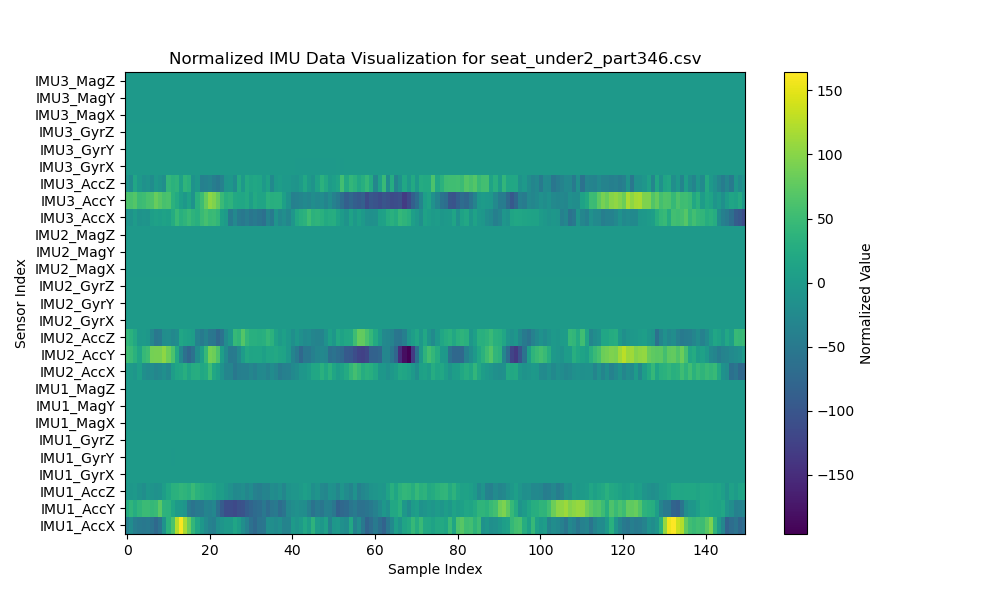 Normalized IMU Data Visualization for seat_under2_part346.csv
IMU3_MagZ
IMU3_MagY
IMU3_MagX
IMU3_GyrZ
IMU3_GyrY
IMU3_GyrX
IMU3_AccZ
IMU3_AccY
IMU3_AccX
IMU2_MagZ
IMU2_MagY
IMU2_MagX
IMU2_GyrZ
IMU2_GyrY
IMU2_GyrX
IMU2_AccZ
IMU2_AccY
IMU2_AccX
IMU1_MagZ
IMU1_MagY
IMU1_MagX
IMU1_GyrZ
IMU1_GyrY
IMU1_GyrX
IMU1_AccZ
IMU1_AccY
IMU1_AccX
Sensor Index
0 20 40 60 80 100 120 140
Sample Index
150
100
50
0
−50
−100
−150
Normalized Value